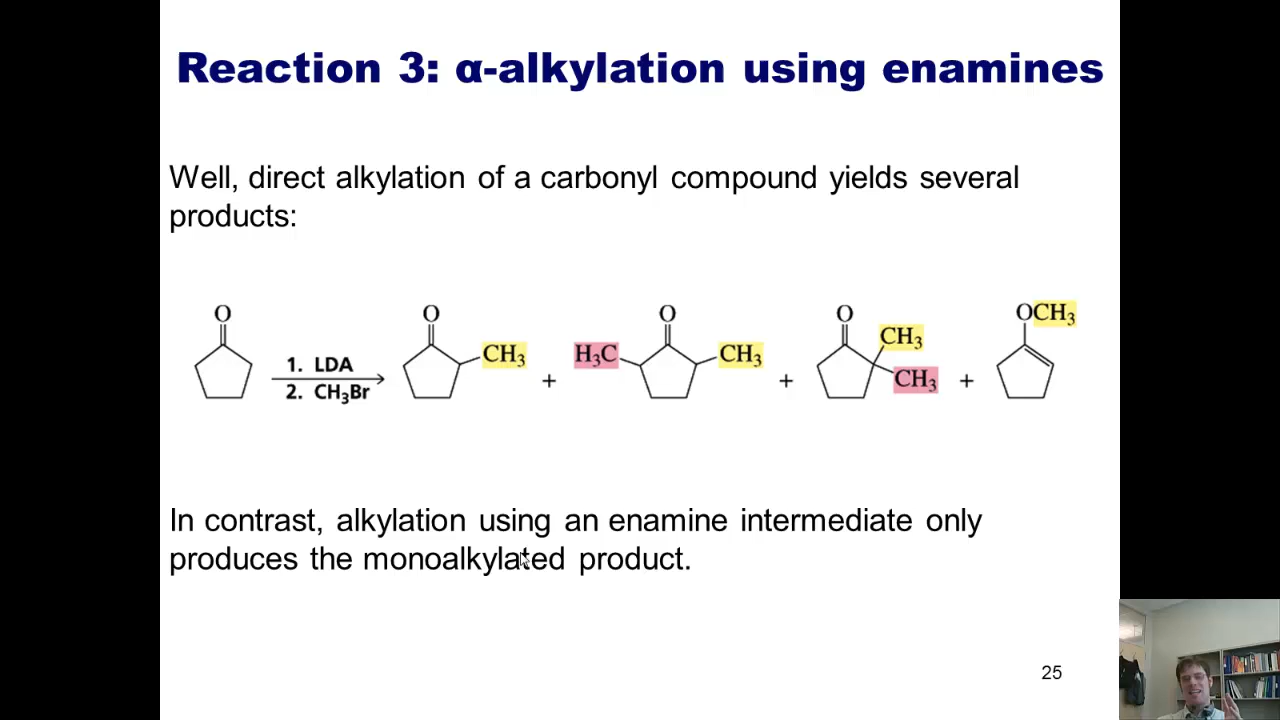 Reaction 3: α-alkylation using enamines
Well, direct alkylation of a carbonyl compound yields several
products:
O
1. LDA
2. CH₃Br
O
CH₃
+
H₃C
O
CH₃
+
O
CH₃
CH₃
+
OCH₃
In contrast, alkylation using an enamine intermediate only
produces the monoalkylated product.
25